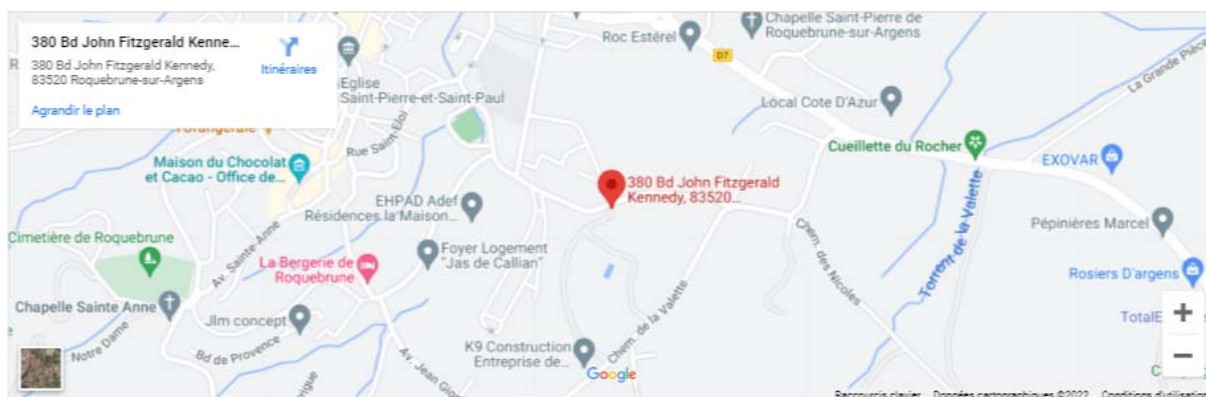 380 Bd John Fitzgerald Kenne...
380 Bd John Fitzgerald Kennedy,
83520 Roquebrune-sur-Argens
Itinéraires
Agrandir le plan
Roc Estérel
Chapelle Saint-Pierre de
Roquebrune-sur-Argens
D7
La Grande Pièce
Eglise
Saint-Pierre-et-Saint-Paul
l'Orangeraie
Rue Saint-Eloi
Local Cote D'Azur
Cueillette du Rocher
EXOVAR
Maison du Chocolat
et Cacao - Office de...
380 Bd John Fitzgerald
Kennedy, 83520...
EHPAD Adef
Résidences la Maison...
Torrent de la Valette
Pépinières Marcel
Cimetière de Roquebrune
Av. Sainte-Anne
Foyer Logement
"Jas de Callian"
La Bergerie de
Roquebrune
Chem. des Nicoles
Rosiers D'argens
Chapelle Sainte Anne
Jlm concept
Chem. de la Valette
Notre Dame
Bd de Provence
K9 Construction
Entreprise de...
Av. Jean Gio
Google
+
−
Raccourcis clavier Données cartographiques ©2022 Conditions d'utilisation